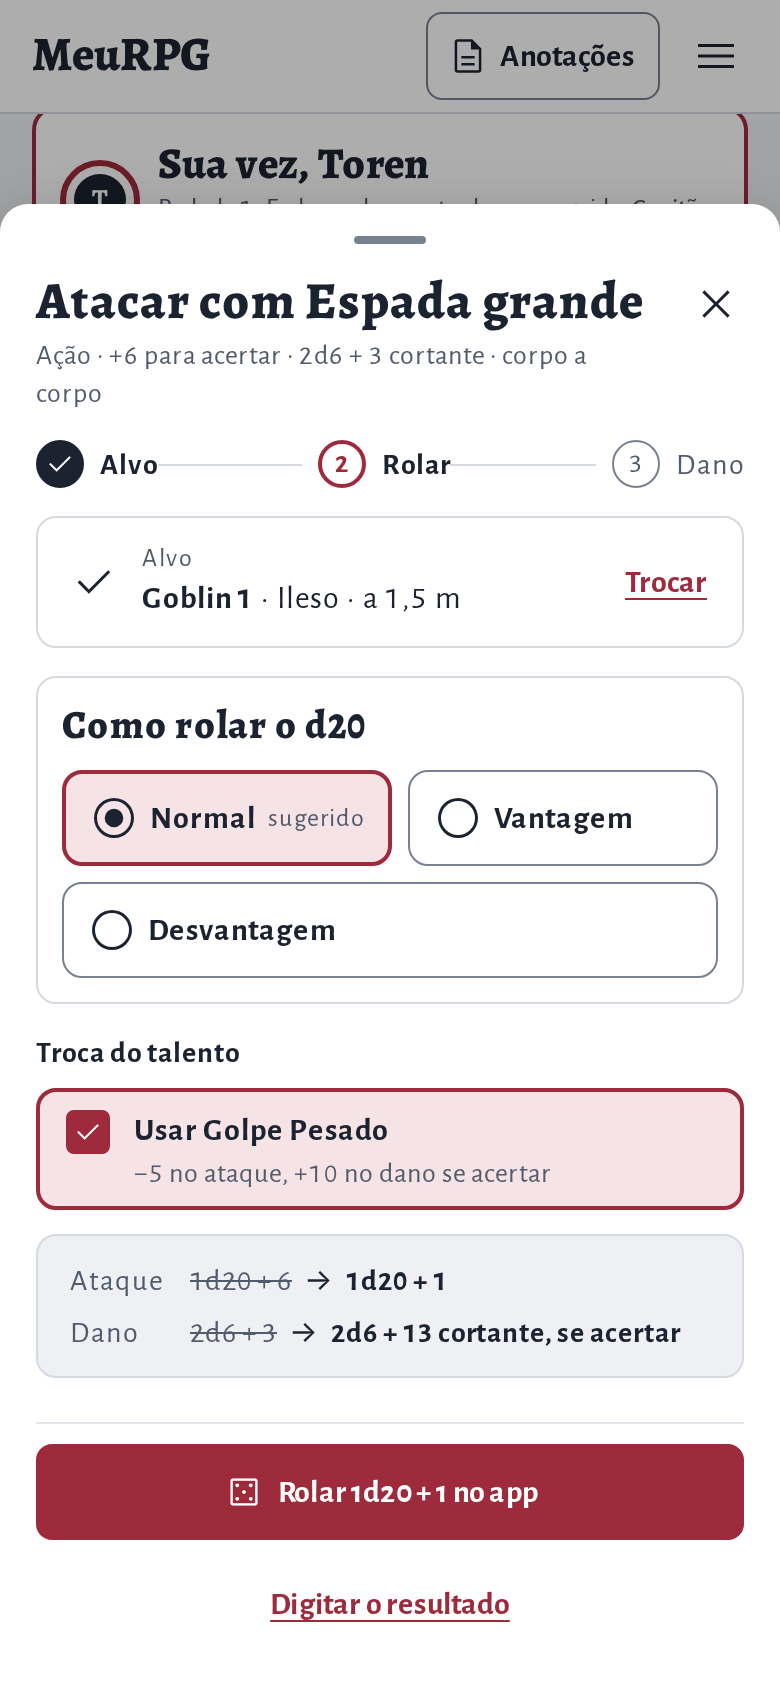 MeuRPG
Anotações
Sua vez, Toren
T
Atacar com Espada grande
Ação · +6 para acertar · 2d6 + 3 cortante · corpo a
corpo
Alvo
2 Rolar
3 Dano
Alvo
Goblin 1 · Ileso · a 1,5 m
Trocar
Como rolar o d20
Normal sugerido
Vantagem
Desvantagem
Troca do talento
Usar Golpe Pesado
−5 no ataque, +10 no dano se acertar
Ataque 1d20 + 6 → 1d20 + 1
Dano 2d6 + 3 → 2d6 + 13 cortante, se acertar
Rolar 1d20 + 1 no app
Digitar o resultado